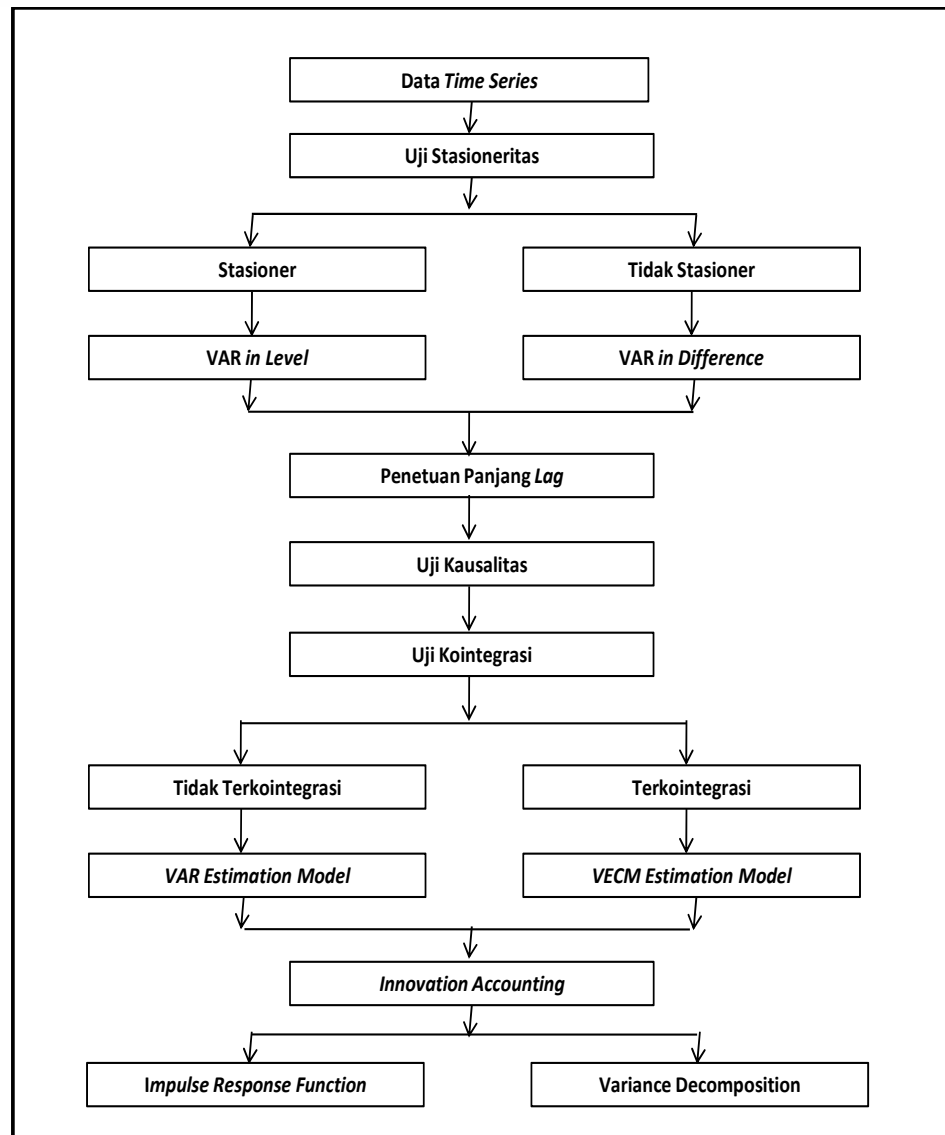 Data Time Series
Uji Stasioneritas
Stasioner
Tidak Stasioner
VAR in Level
VAR in Difference
Penetuan Panjang Lag
Uji Kausalitas
Uji Kointegrasi
Tidak Terkointegrasi
Terkointegrasi
VAR Estimation Model
VECM Estimation Model
Innovation Accounting
Impulse Response Function
Variance Decomposition